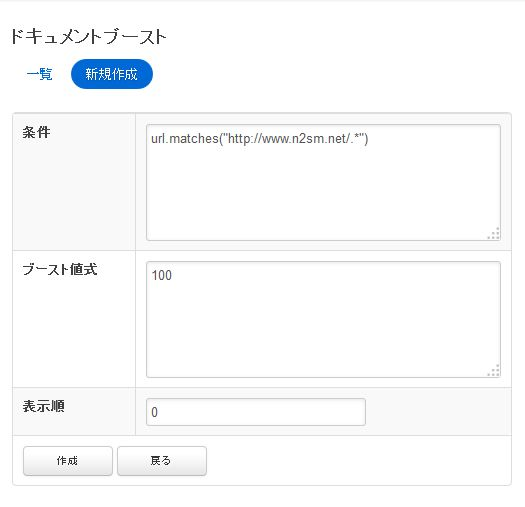 ドキュメントブースト
一覧 新規作成
条件 url.matches("http://www.n2sm.net/.*")
ブースト値式 100
表示順 0
作成 戻る